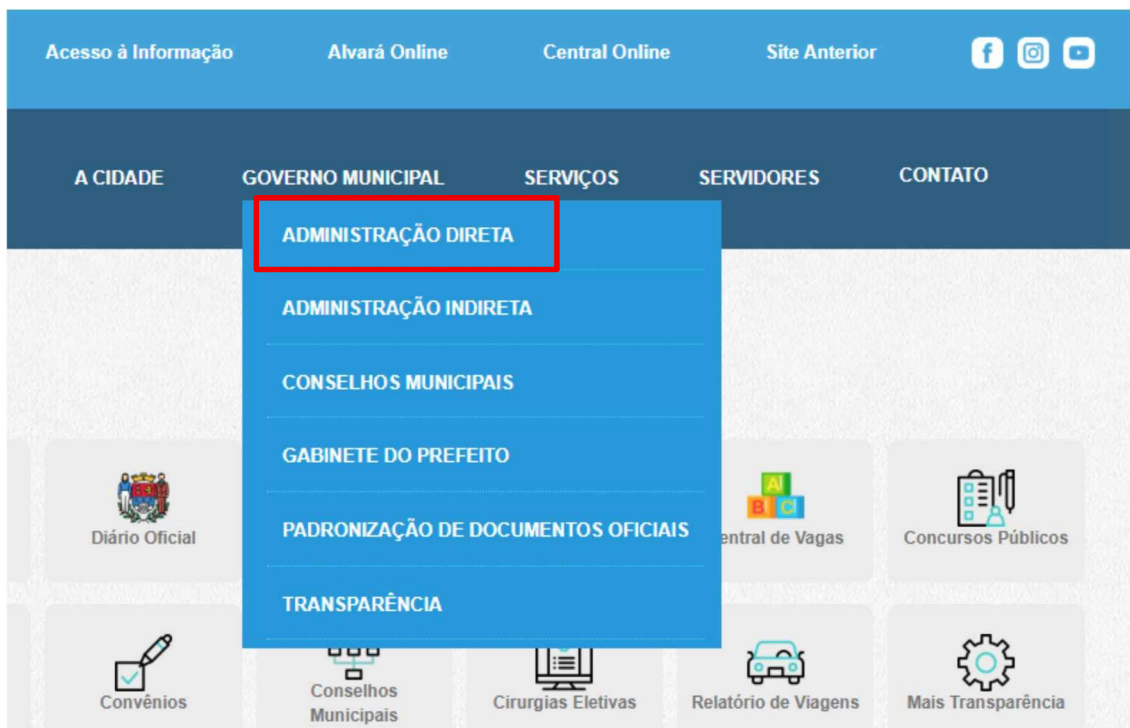 Acesso à Informação Alvará Online Central Online Site Anterior
A CIDADE GOVERNO MUNICIPAL SERVIÇOS SERVIDORES CONTATO
ADMINISTRAÇÃO DIRETA
ADMINISTRAÇÃO INDIRETA
CONSELHOS MUNICIPAIS
GABINETE DO PREFEITO
PADRONIZAÇÃO DE DOCUMENTOS OFICIAIS
TRANSPARÊNCIA
Diário Oficial
entral de Vagas
Concursos Públicos
Convênios
Conselhos
Municipais
Cirurgias Eletivas
Relatório de Viagens
Mais Transparência